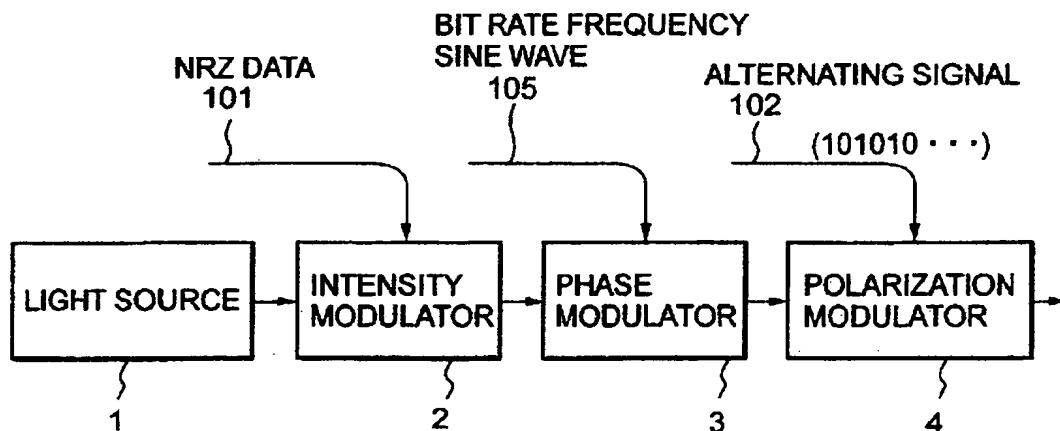 BIT RATE FREQUENCY
SINE WAVE
105
NRZ DATA
101
ALTERNATING SIGNAL
102
(101010 ・・・)
LIGHT SOURCE
INTENSITY
MODULATOR
PHASE
MODULATOR
POLARIZATION
MODULATOR
1
2
3
4